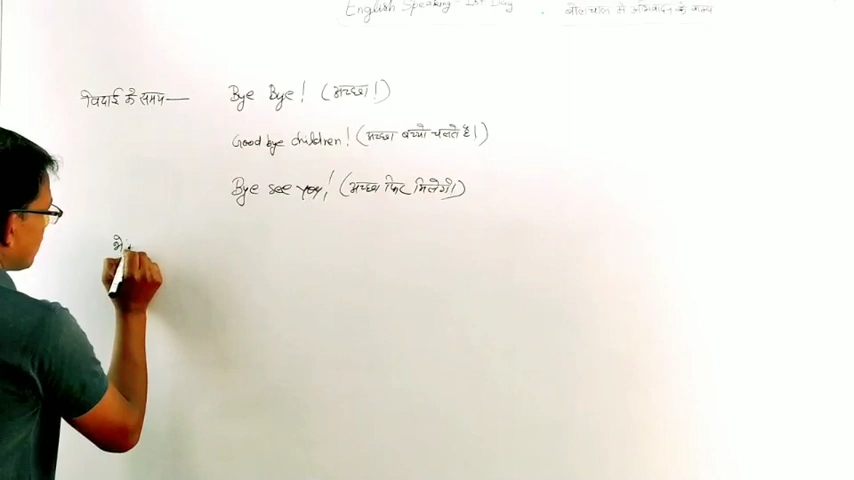 English Speaking - 1st Day
बोलचाल में अभिवादन के वाक्य
विदाई के समय — Bye Bye! (अच्छा!)
Good bye children! (अच्छा बच्चों चलते हैं।)
Bye see you! (अच्छा फिर मिलेंगे।)